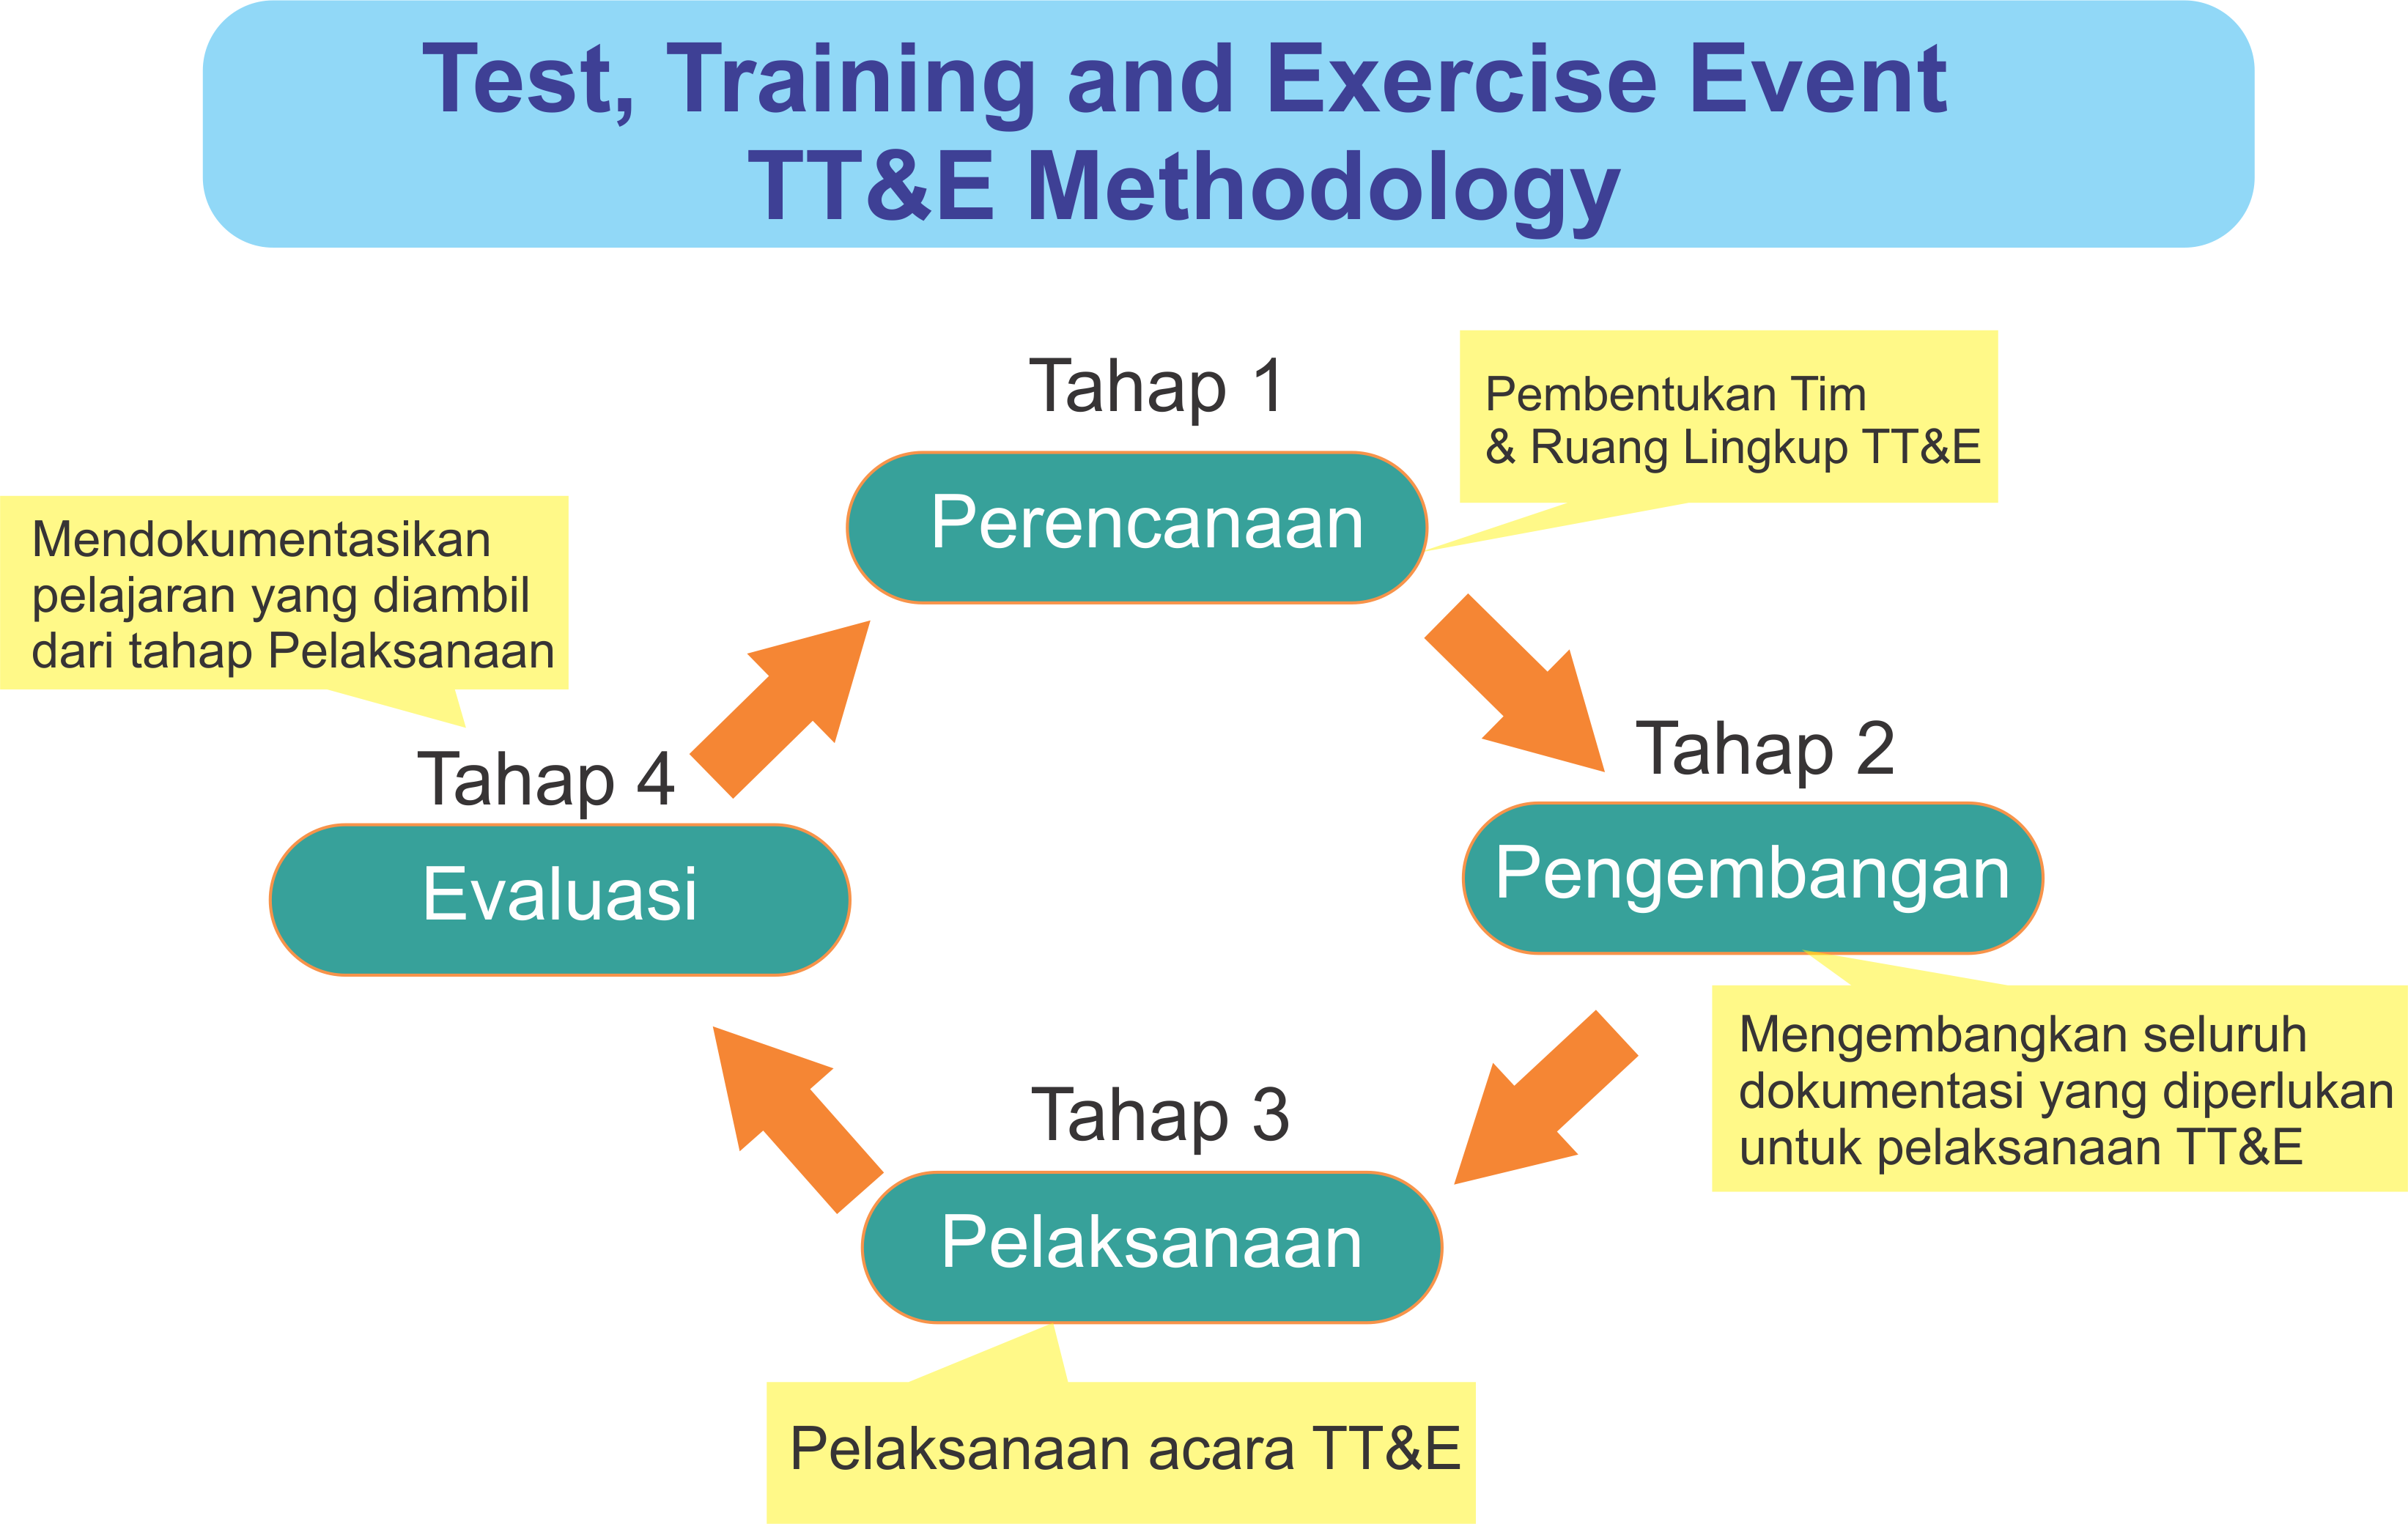 Test, Training and Exercise Event
TT&E Methodology
Tahap 1
Perencanaan
Pembentukan Tim
& Ruang Lingkup TT&E
Tahap 2
Pengembangan
Mengembangkan seluruh
dokumentasi yang diperlukan
untuk pelaksanaan TT&E
Tahap 3
Pelaksanaan
Pelaksanaan acara TT&E
Tahap 4
Evaluasi
Mendokumentasikan
pelajaran yang diambil
dari tahap Pelaksanaan